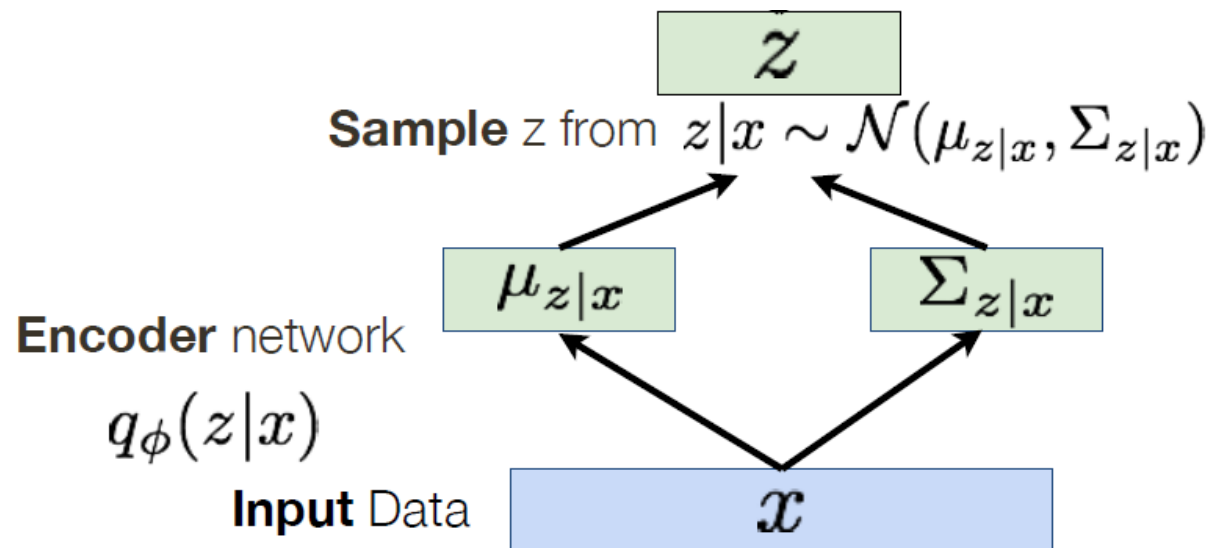 z
Sample z from z|x ∼ 𝒩(μ_{z|x}, Σ_{z|x})
μ_{z|x} Σ_{z|x}
Encoder network
q_ϕ(z|x)
Input Data x